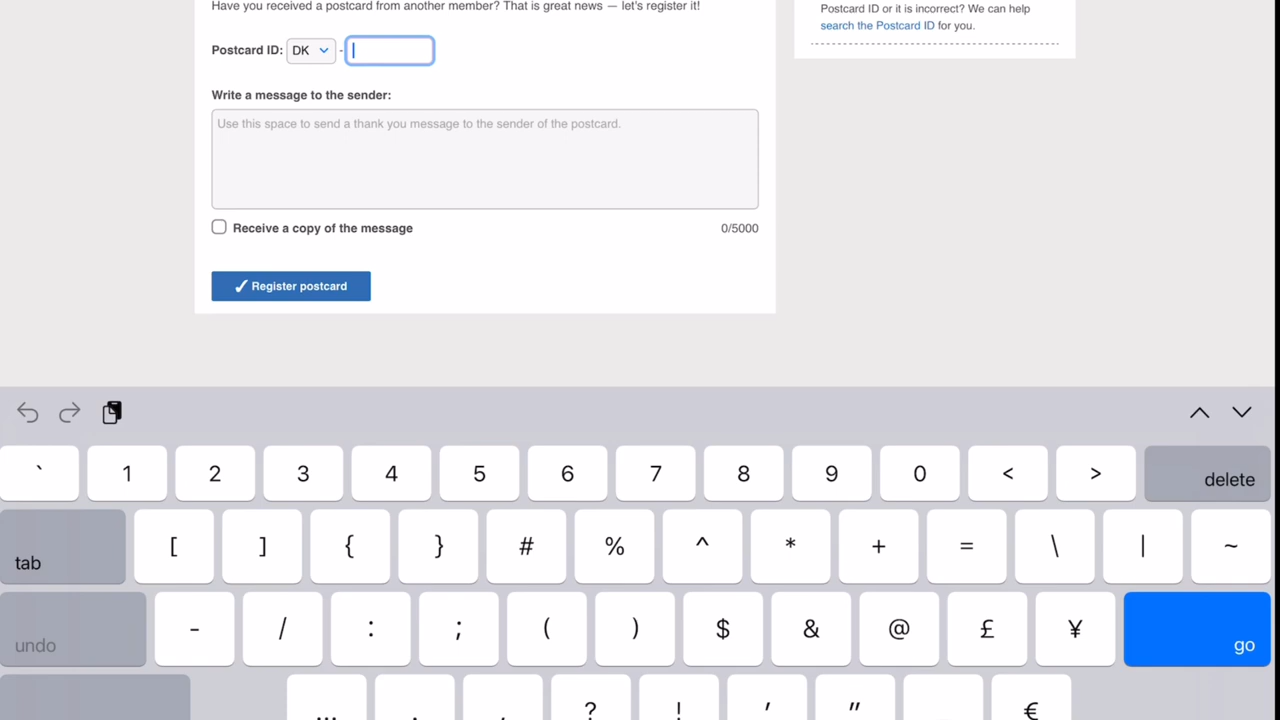 Have you received a postcard from another member? That is great news — let's register it!
Postcard ID or it is incorrect? We can help
search the Postcard ID for you.
Postcard ID: DK -
Write a message to the sender:
Use this space to send a thank you message to the sender of the postcard.
Receive a copy of the message 0/5000
✓ Register postcard
` 1 2 3 4 5 6 7 8 9 0 < > delete
tab [ ] { } # % ^ * + = \ | ~
undo - / : ; ( ) $ & @ £ ¥ go
... . , ? ! ' " _ €